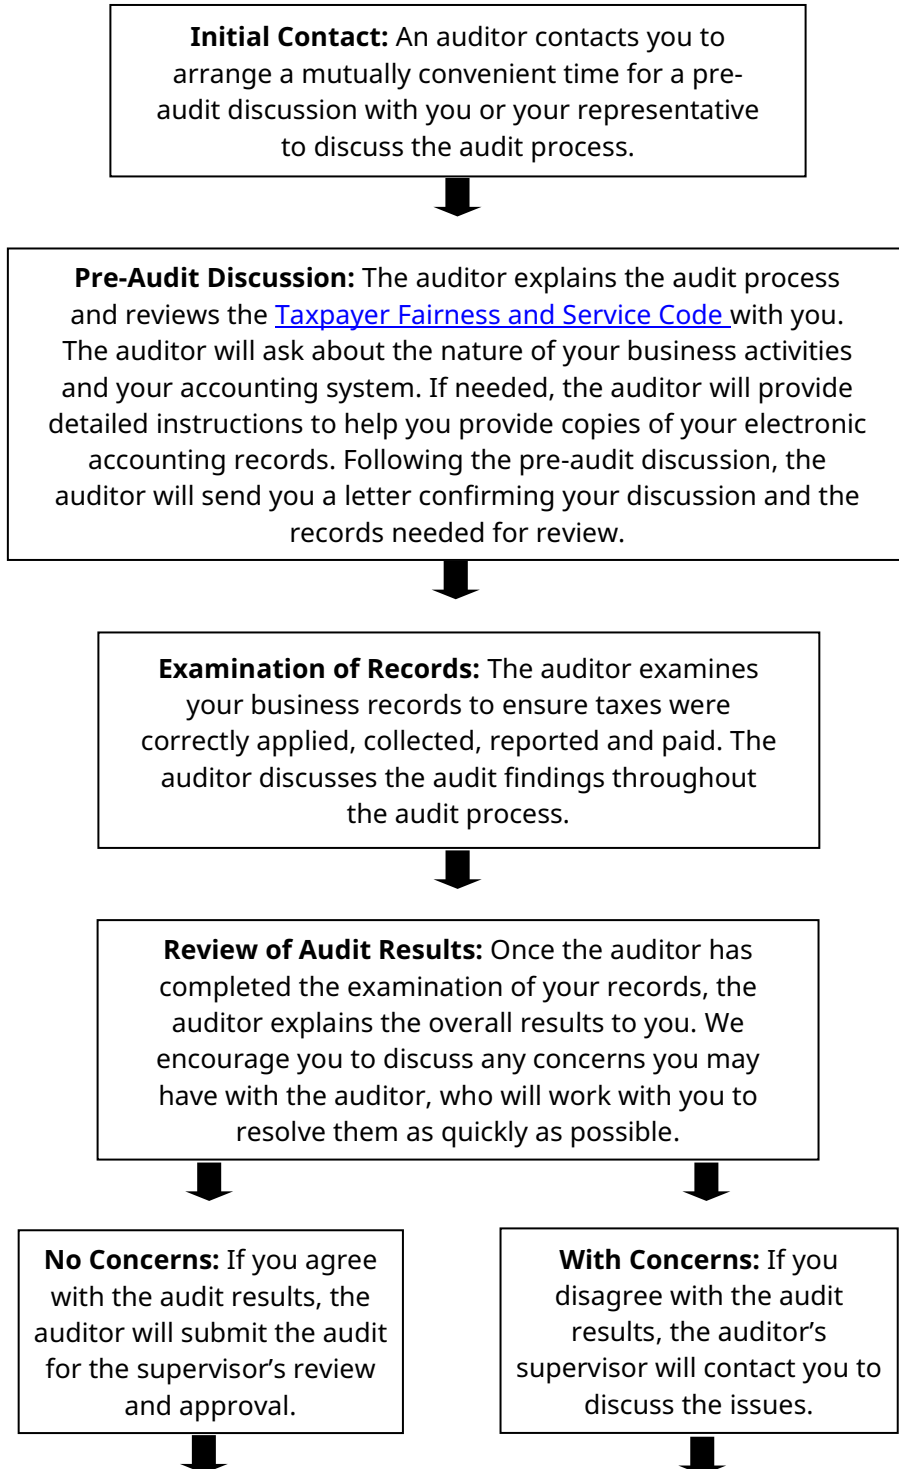 Initial Contact: An auditor contacts you to
arrange a mutually convenient time for a pre-
audit discussion with you or your representative
to discuss the audit process.
Pre-Audit Discussion: The auditor explains the audit process
and reviews the Taxpayer Fairness and Service Code with you.
The auditor will ask about the nature of your business activities
and your accounting system. If needed, the auditor will provide
detailed instructions to help you provide copies of your electronic
accounting records. Following the pre-audit discussion, the
auditor will send you a letter confirming your discussion and the
records needed for review.
Examination of Records: The auditor examines
your business records to ensure taxes were
correctly applied, collected, reported and paid. The
auditor discusses the audit findings throughout
the audit process.
Review of Audit Results: Once the auditor has
completed the examination of your records, the
auditor explains the overall results to you. We
encourage you to discuss any concerns you may
have with the auditor, who will work with you to
resolve them as quickly as possible.
No Concerns: If you agree
with the audit results, the
auditor will submit the audit
for the supervisor’s review
and approval.
With Concerns: If you
disagree with the audit
results, the auditor’s
supervisor will contact you to
discuss the issues.